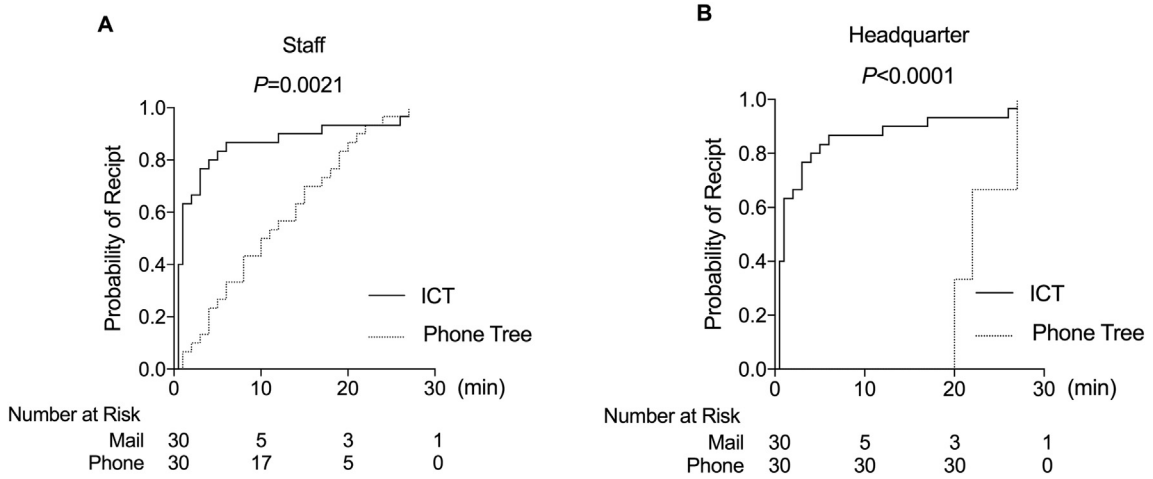 A
Staff
P=0.0021
1.0
0.8
0.6
0.4
0.2
0.0
Probability of Recipt
ICT
Phone Tree
0 10 20 30 (min)
Number at Risk
Mail 30 5 3 1
Phone 30 17 5 0
B
Headquarter
P<0.0001
1.0
0.8
0.6
0.4
0.2
0.0
Probability of Recipt
ICT
Phone Tree
0 10 20 30 (min)
Number at Risk
Mail 30 5 3 1
Phone 30 30 30 0